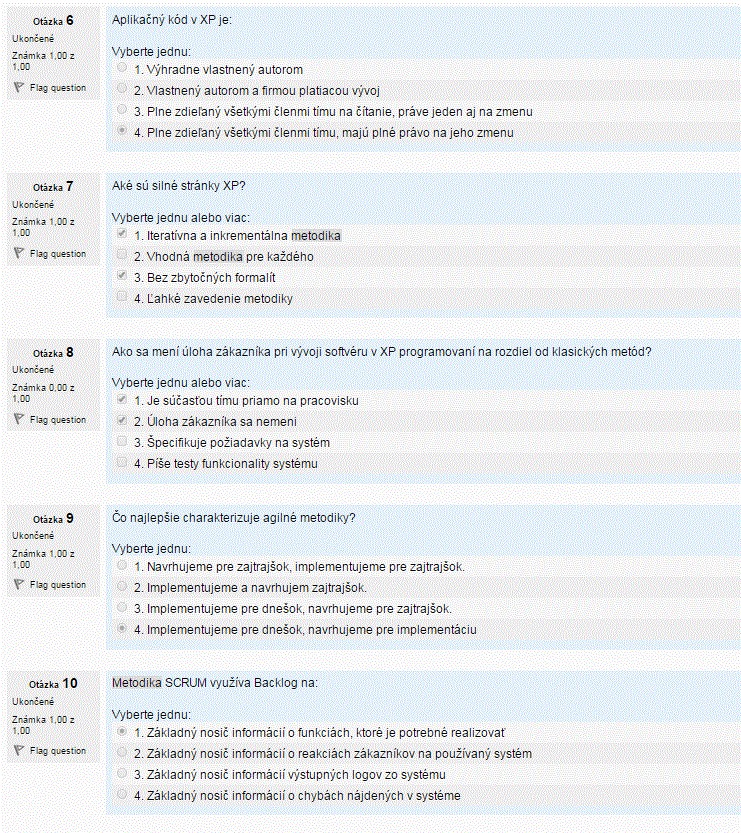 Otázka 6
Ukončené
Známka 1,00 z
1,00
Flag question
Aplikačný kód v XP je:
Vyberte jednu:
1. Výhradne vlastnený autorom
2. Vlastnený autorom a firmou platiacou vývoj
3. Plne zdieľaný všetkými členmi tímu na čítanie, práve jeden aj na zmenu
4. Plne zdieľaný všetkými členmi tímu, majú plné právo na jeho zmenu
Otázka 7
Ukončené
Známka 1,00 z
1,00
Flag question
Aké sú silné stránky XP?
Vyberte jednu alebo viac:
1. Iteratívna a inkrementálna metodika
2. Vhodná metodika pre každého
3. Bez zbytočných formalít
4. Ľahké zavedenie metodiky
Otázka 8
Ukončené
Známka 0,00 z
1,00
Flag question
Ako sa mení úloha zákazníka pri vývoji softvéru v XP programovaní na rozdiel od klasických metód?
Vyberte jednu alebo viac:
1. Je súčasťou tímu priamo na pracovisku
2. Úloha zákazníka sa nemeni
3. Špecifikuje požiadavky na systém
4. Píše testy funkcionality systému
Otázka 9
Ukončené
Známka 1,00 z
1,00
Flag question
Čo najlepšie charakterizuje agilné metodiky?
Vyberte jednu:
1. Navrhujeme pre zajtrajšok, implementujeme pre zajtrajšok.
2. Implementujeme a navrhujem zajtrajšok.
3. Implementujeme pre dnešok, navrhujeme pre zajtrajšok.
4. Implementujeme pre dnešok, navrhujeme pre implementáciu
Otázka 10
Ukončené
Známka 1,00 z
1,00
Flag question
Metodika SCRUM využíva Backlog na:
Vyberte jednu:
1. Základný nosič informácií o funkciách, ktoré je potrebné realizovať
2. Základný nosič informácií o reakciách zákazníkov na používaný systém
3. Základný nosič informácií výstupných logov zo systému
4. Základný nosič informácií o chybách nájdených v systéme